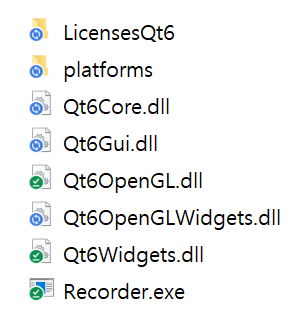 LicensesQt6
platforms
Qt6Core.dll
Qt6Gui.dll
Qt6OpenGL.dll
Qt6OpenGLWidgets.dll
Qt6Widgets.dll
Recorder.exe